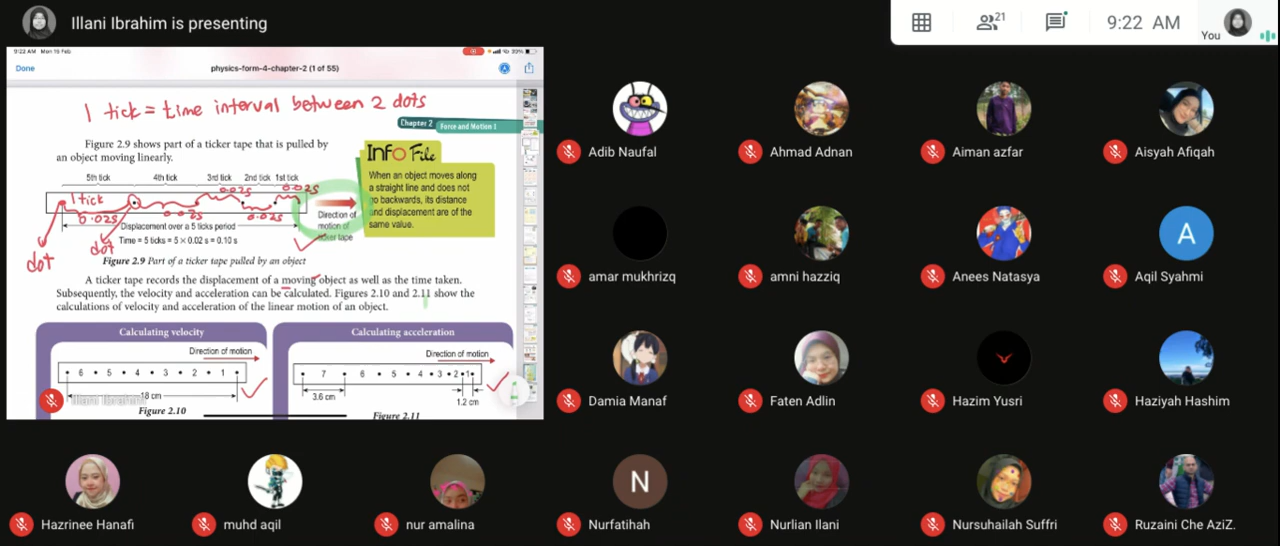 Illani Ibrahim is presenting
21
9:22 AM
You
9:22 AM Mon 19 Feb
39%
Done
physics-form-4-chapter-2 (1 of 55)
1 tick = time interval between 2 dots
Chapter 2 Force and Motion I
Figure 2.9 shows part of a ticker tape that is pulled by
an object moving linearly.
Info File
When an object moves along
a straight line and does not
go backwards, its distance
and displacement are of the
same value.
5th tick 4th tick 3rd tick 2nd tick 1st tick
0.02s 0.02s
1 tick
0.02s 0.02s 0.02s
Displacement over a 5 ticks period
Time = 5 ticks = 5 × 0.02 s = 0.10 s
Direction of
motion of
ticker tape
dot dot
Figure 2.9 Part of a ticker tape pulled by an object
A ticker tape records the displacement of a moving object as well as the time taken.
Subsequently, the velocity and acceleration can be calculated. Figures 2.10 and 2.11 show the
calculations of velocity and acceleration of the linear motion of an object.
Calculating velocity
Direction of motion
6 5 4 3 2 1
18 cm
Figure 2.10
Calculating acceleration
Direction of motion
7 6 5 4 3 2 1
3.6 cm
1.2 cm
Figure 2.11
Illani Ibrahim
Adib Naufal
Ahmad Adnan
Aiman azfar
Aisyah Afiqah
amar mukhrizq
amni hazziq
Anees Natasya
A
Aqil Syahmi
Damia Manaf
Faten Adlin
Hazim Yusri
Haziyah Hashim
Hazrinee Hanafi
muhd aqil
nur amalina
N
Nurfatihah
Nurlian Ilani
Nursuhailah Suffri
Ruzaini Che AziZ.